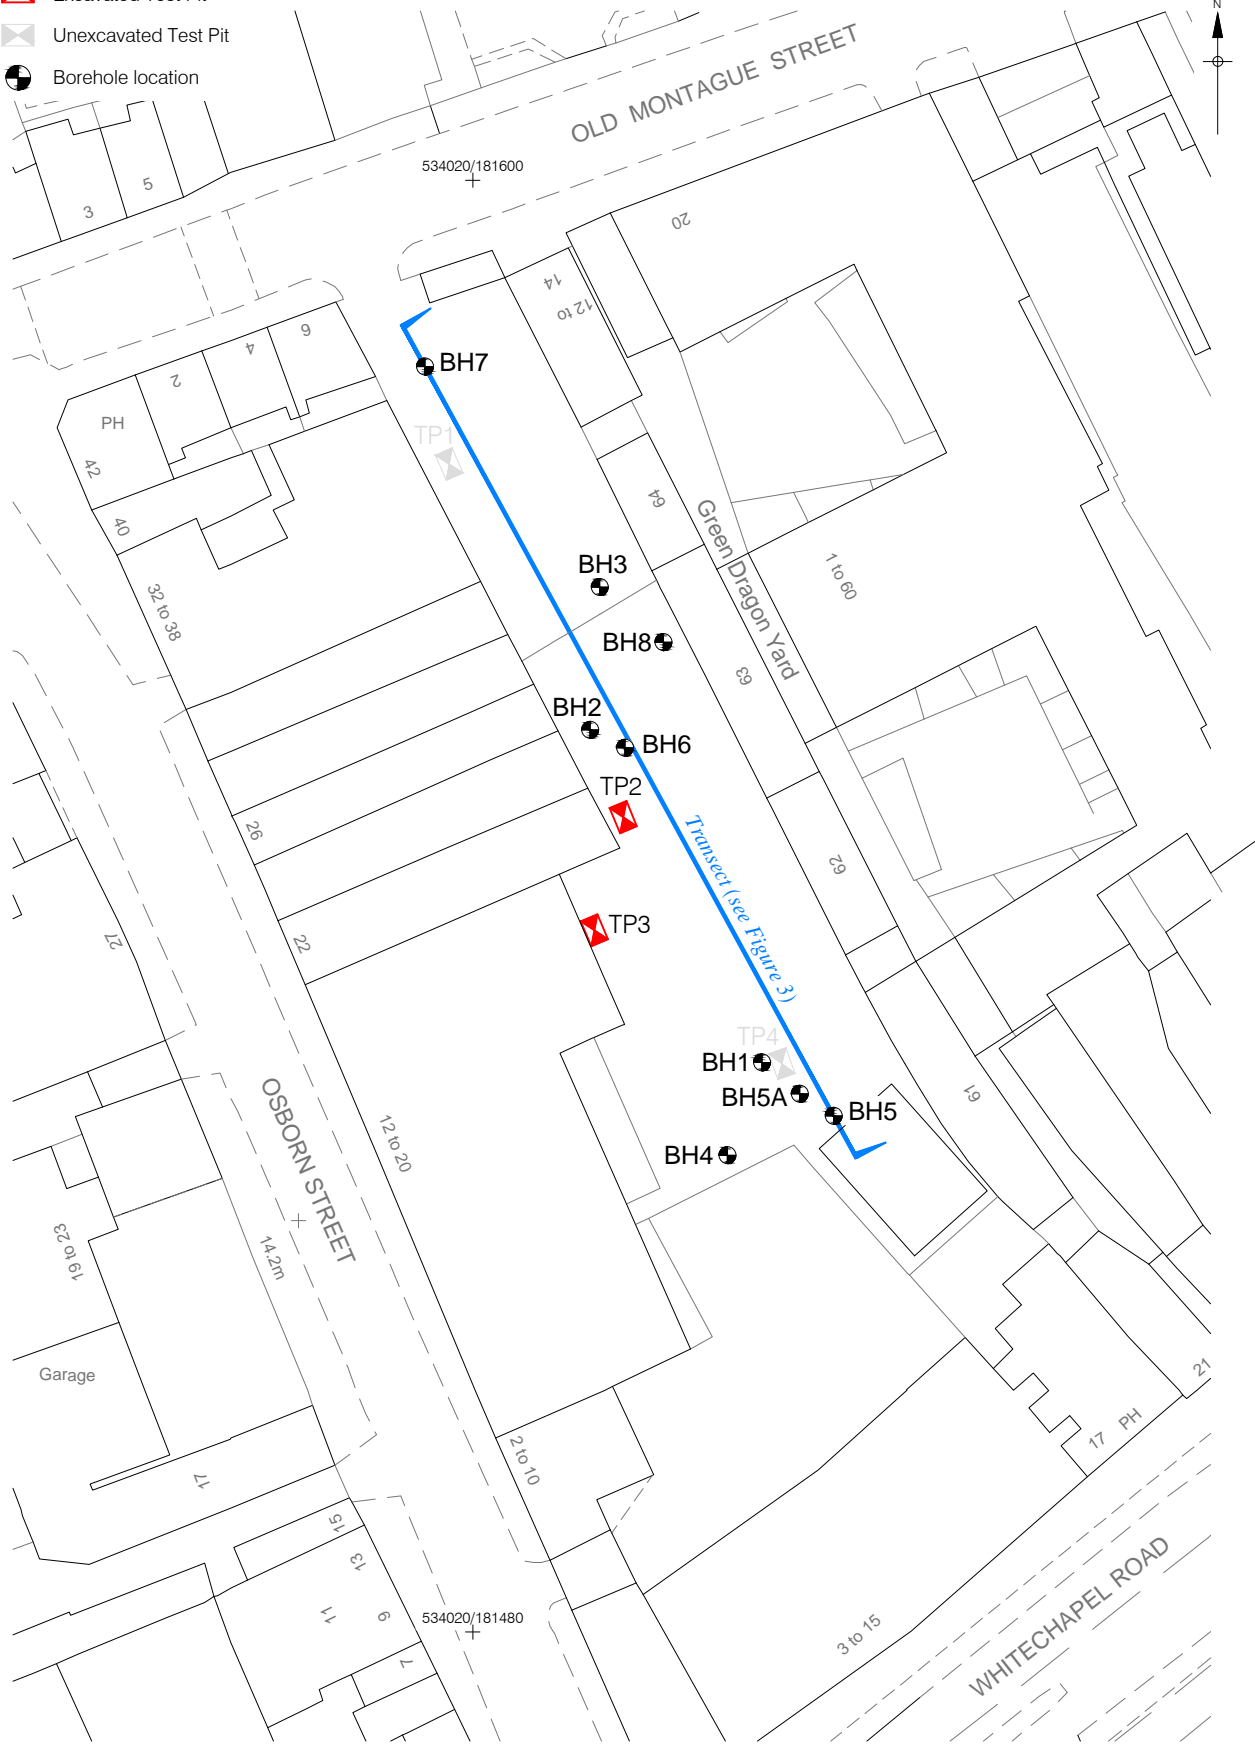 Unexcavated Test Pit
Borehole location
N
OLD MONTAGUE STREET
534020/181600
3
5
20
14
12 to
6
4
2
PH
42
40
BH7
TP1
64
Green Dragon Yard
1 to 60
32 to 38
BH3
BH8
63
BH2
BH6
TP2
26
Transect (see Figure 3)
62
22
27
TP3
TP4
BH1
BH5A
BH5
61
BH4
OSBORN STREET
12 to 20
19 to 23
14.2m
Garage
21
17 PH
2 to 10
17
15
13
11
9
7
534020/181480
3 to 15
WHITECHAPEL ROAD